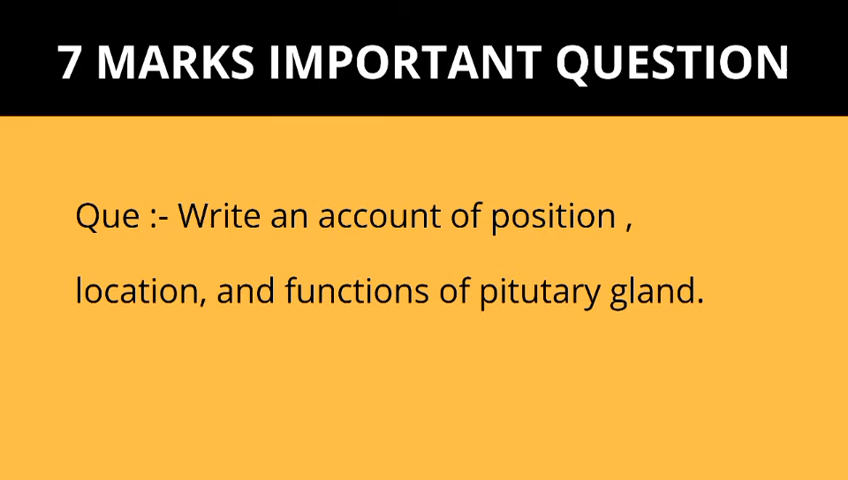 7 MARKS IMPORTANT QUESTION
Que :- Write an account of position ,
location, and functions of pitutary gland.